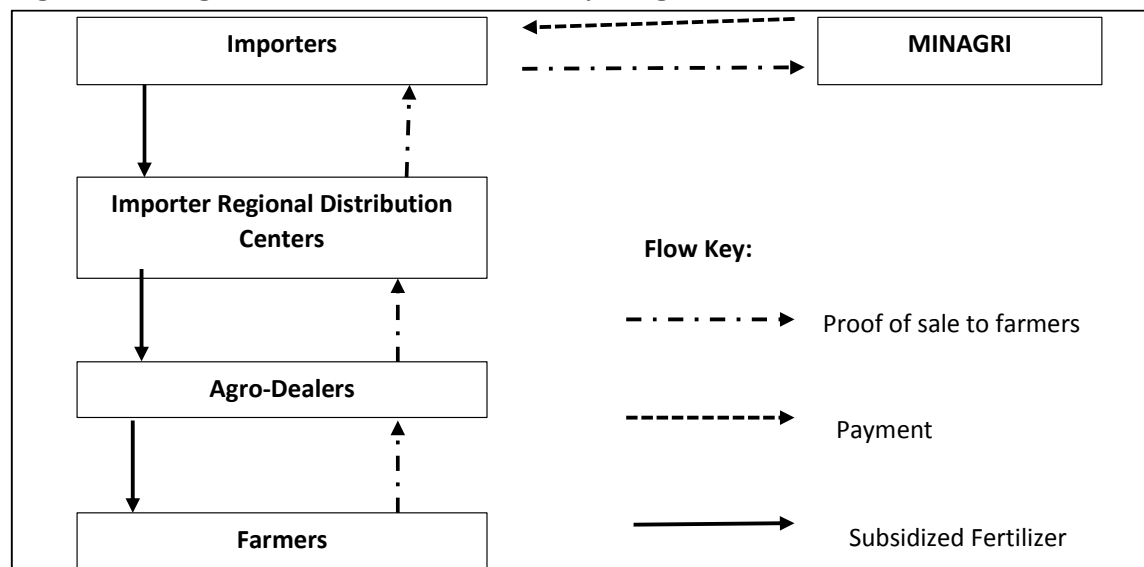 Importers
MINAGRI
Importer Regional Distribution
Centers
Flow Key:
Proof of sale to farmers
Agro-Dealers
Payment
Subsidized Fertilizer
Farmers